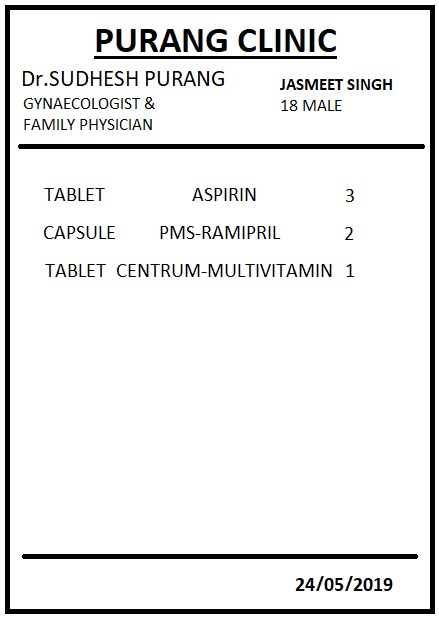 PURANG CLINIC
Dr.SUDHESH PURANG
GYNAECOLOGIST &
FAMILY PHYSICIAN
JASMEET SINGH
18 MALE
TABLET ASPIRIN 3
CAPSULE PMS-RAMIPRIL 2
TABLET CENTRUM-MULTIVITAMIN 1
24/05/2019